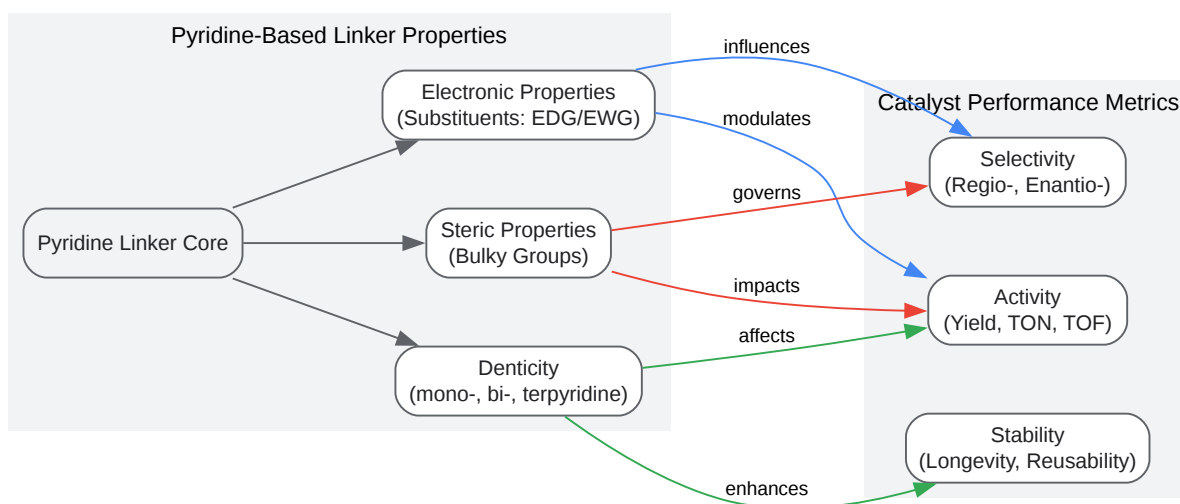 Pyridine-Based Linker Properties
influences
Electronic Properties
(Substituents: EDG/EWG)
Catalyst Performance Metrics
modulates
Selectivity
(Regio-, Enantio-)
governs
Pyridine Linker Core
Steric Properties
(Bulky Groups)
impacts
Activity
(Yield, TON, TOF)
affects
Denticity
(mono-, bi-, terpyridine)
Stability
(Longevity, Reusability)
enhances